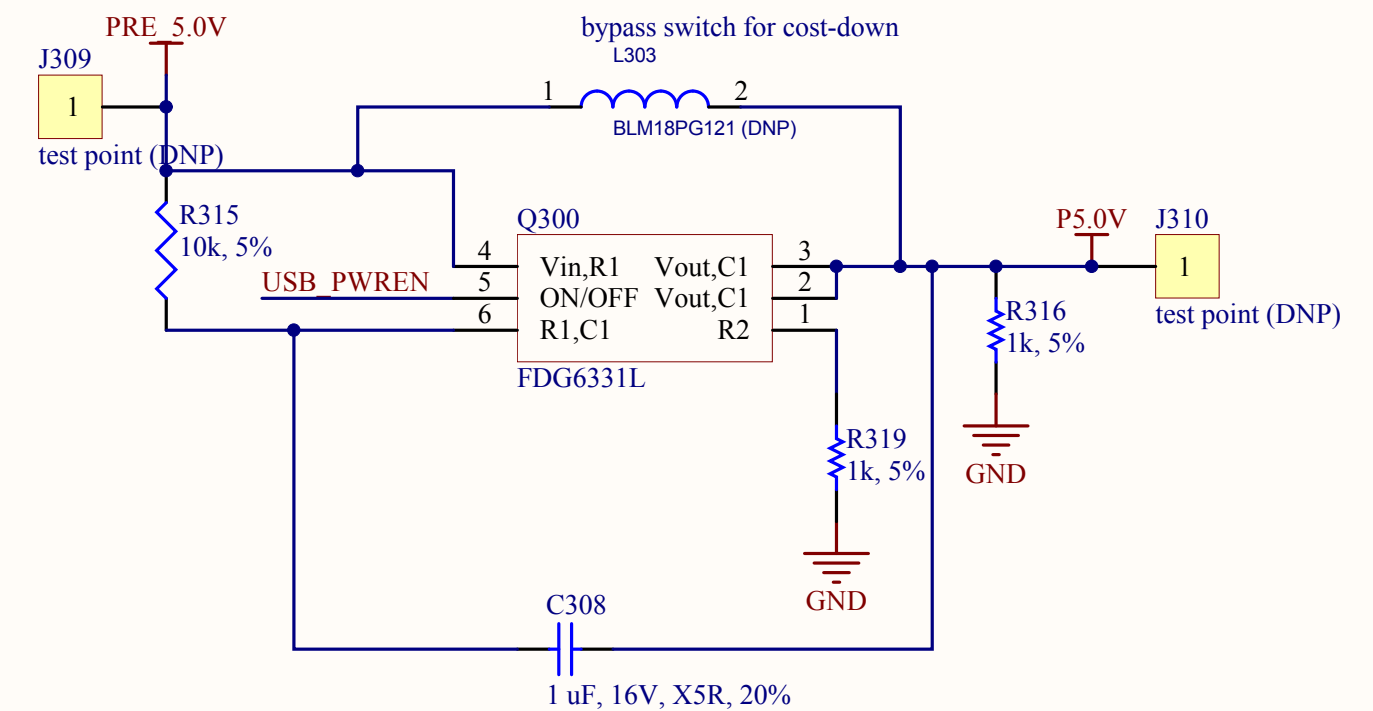 PRE_5.0V
bypass switch for cost-down
J309
L303
1
1
2
BLM18PG121 (DNP)
test point (DNP)
R315
10k, 5%
Q300
P5.0V
J310
4
Vin,R1
Vout,C1
3
1
USB_PWREN
5
ON/OFF
Vout,C1
2
6
R1,C1
R2
1
R316
1k, 5%
test point (DNP)
FDG6331L
R319
1k, 5%
GND
GND
C308
1 uF, 16V, X5R, 20%